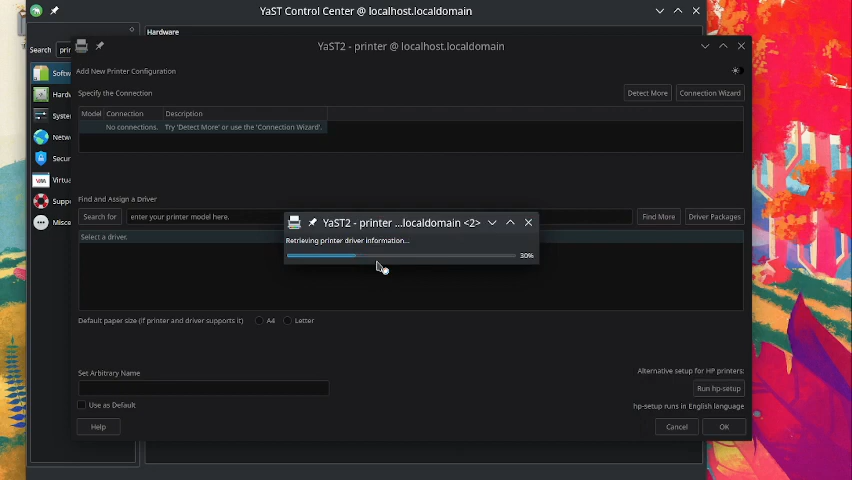 YaST Control Center @ localhost.localdomain
Hardware
Search
YaST2 - printer @ localhost.localdomain
Add New Printer Configuration
Specify the Connection
Detect More
Connection Wizard
Model Connection Description
No connections. Try 'Detect More' or use the 'Connection Wizard'.
Find and Assign a Driver
Search for
enter your printer model here.
Find More
Driver Packages
Select a driver.
YaST2 - printer ...localdomain <2>
Retrieving printer driver information...
30%
Default paper size (if printer and driver supports it)
A4
Letter
Set Arbitrary Name
Use as Default
Alternative setup for HP printers:
Run hp-setup
hp-setup runs in English language
Help
Cancel
OK